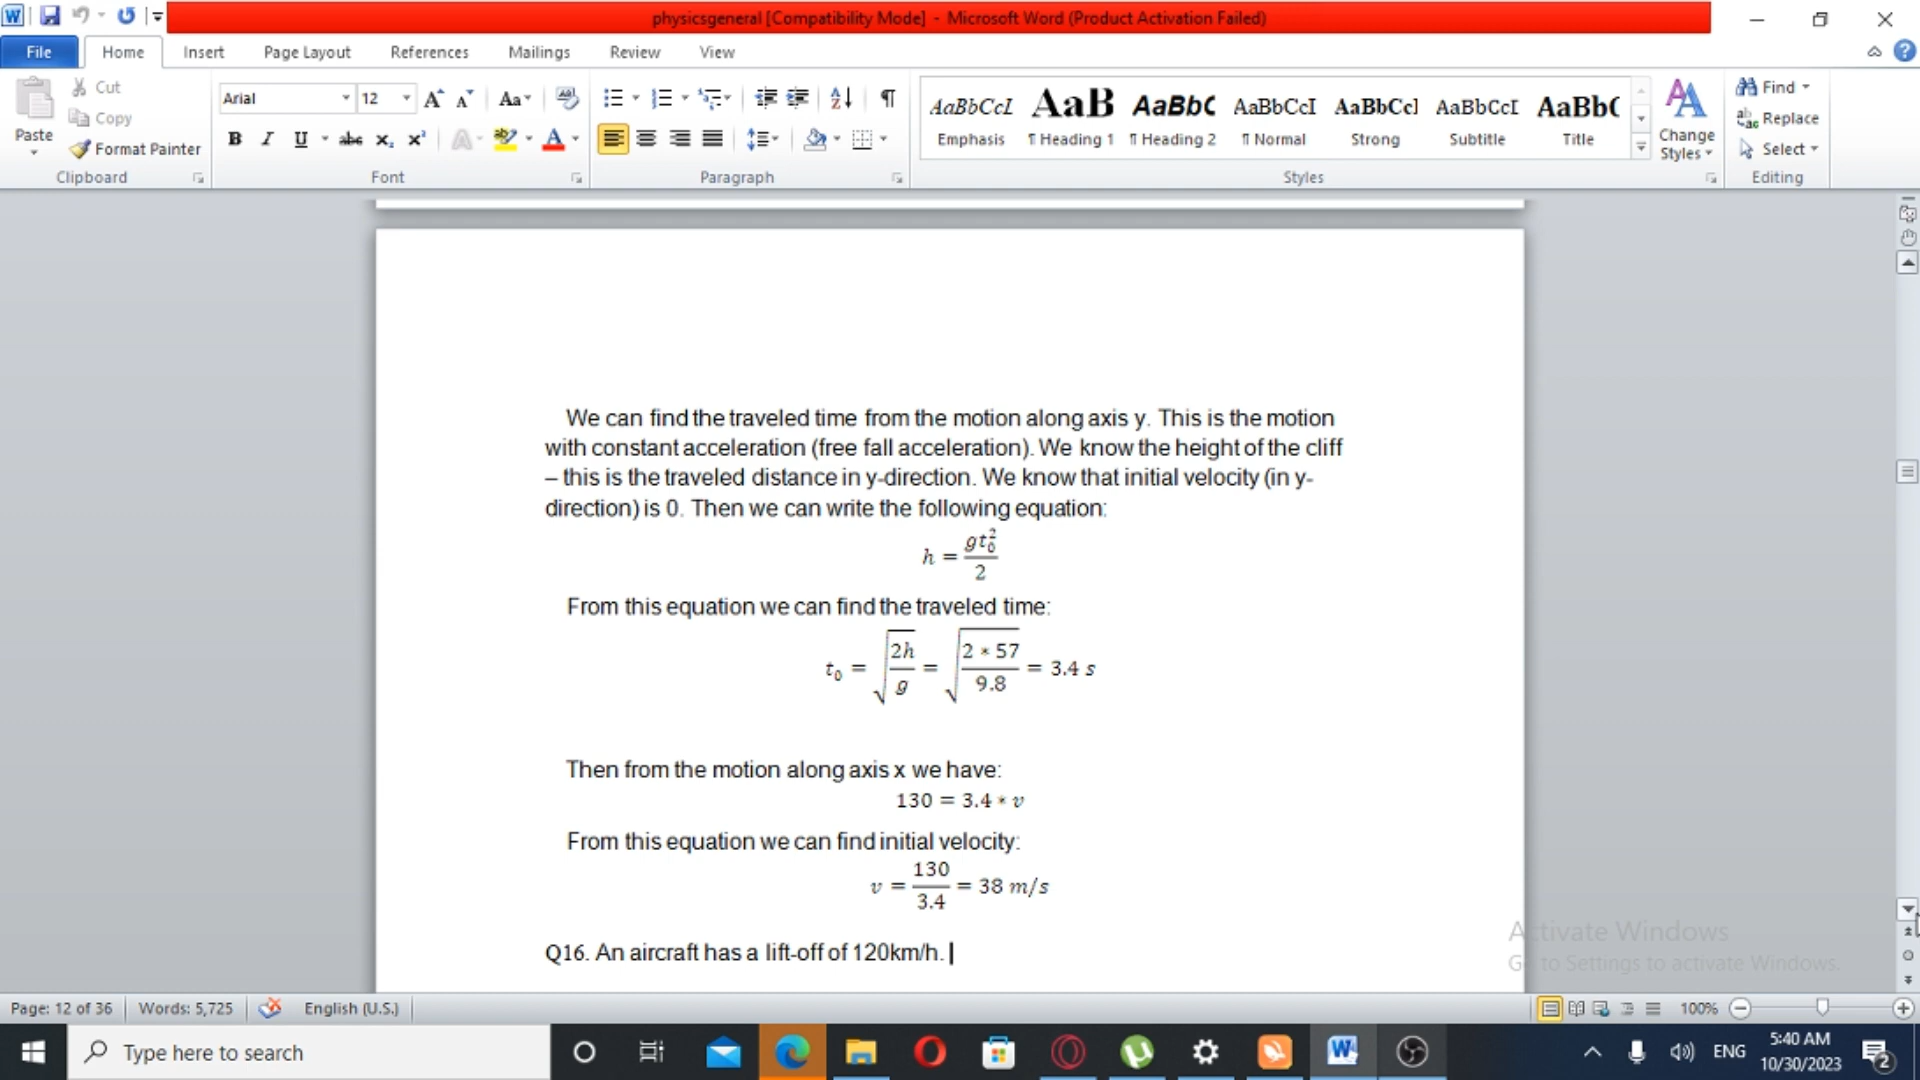 physicsgeneral [Compatibility Mode] - Microsoft Word (Product Activation Failed)
File Home Insert Page Layout References Mailings Review View
Paste
Cut
Copy
Format Painter
Clipboard
Arial 12
Font
Paragraph
AaBbCcI AaB AaBbC AaBbCcI AaBbCcI AaBbCcI AaBb(
Emphasis ¶ Heading 1 ¶ Heading 2 ¶ Normal Strong Subtitle Title
Styles
Change
Styles
Find
Replace
Select
Editing
We can find the traveled time from the motion along axis y. This is the motion
with constant acceleration (free fall acceleration). We know the height of the cliff
– this is the traveled distance in y-direction. We know that initial velocity (in y-
direction) is 0. Then we can write the following equation:
h = gt₀²/2
From this equation we can find the traveled time:
t₀ = √(2h/g) = √(2 * 57/9.8) = 3.4 s
Then from the motion along axis x we have:
130 = 3.4 * v
From this equation we can find initial velocity:
v = 130/3.4 = 38 m/s
Q16. An aircraft has a lift-off of 120km/h.
Activate Windows
Go to Settings to activate Windows.
Page: 12 of 36 Words: 5,725 English (U.S.) 100%
Type here to search
ENG
5:40 AM
10/30/2023
2